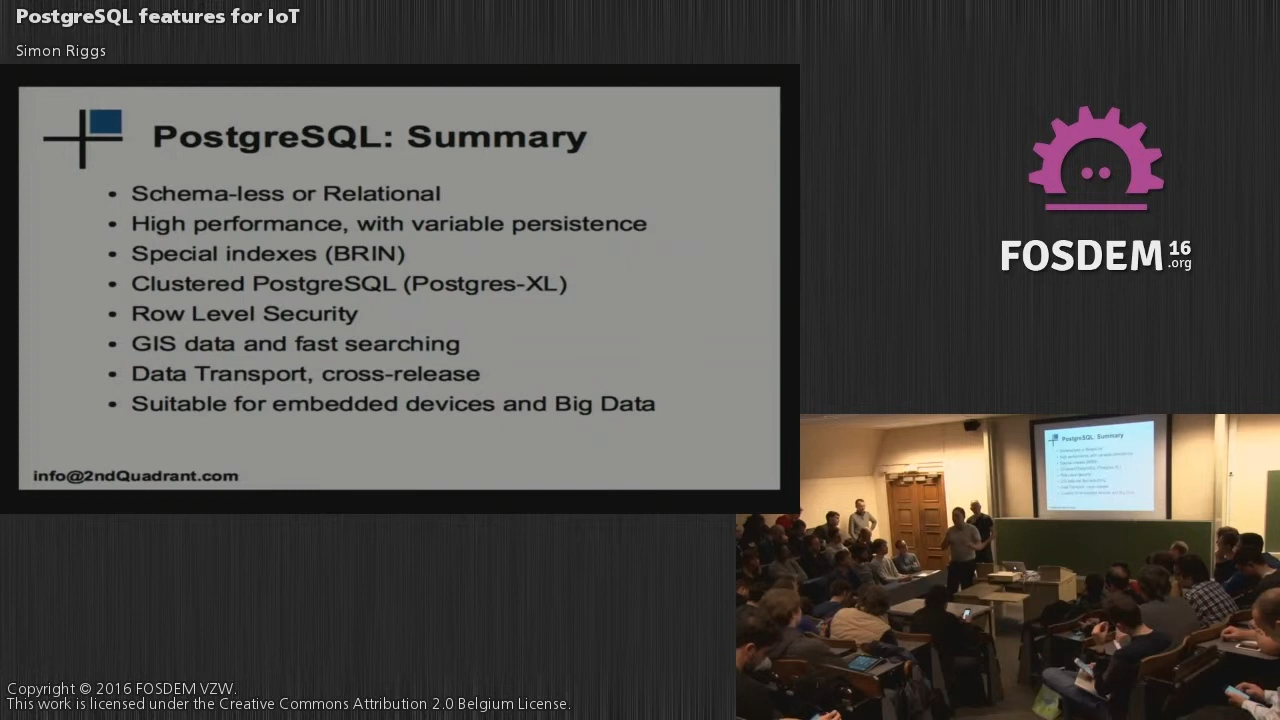 PostgreSQL features for IoT
Simon Riggs
PostgreSQL: Summary
• Schema-less or Relational
• High performance, with variable persistence
• Special indexes (BRIN)
• Clustered PostgreSQL (Postgres-XL)
• Row Level Security
• GIS data and fast searching
• Data Transport, cross-release
• Suitable for embedded devices and Big Data
info@2ndQuadrant.com
FOSDEM 16
.org
PostgreSQL: Summary
Copyright © 2016 FOSDEM VZW.
This work is licensed under the Creative Commons Attribution 2.0 Belgium License.